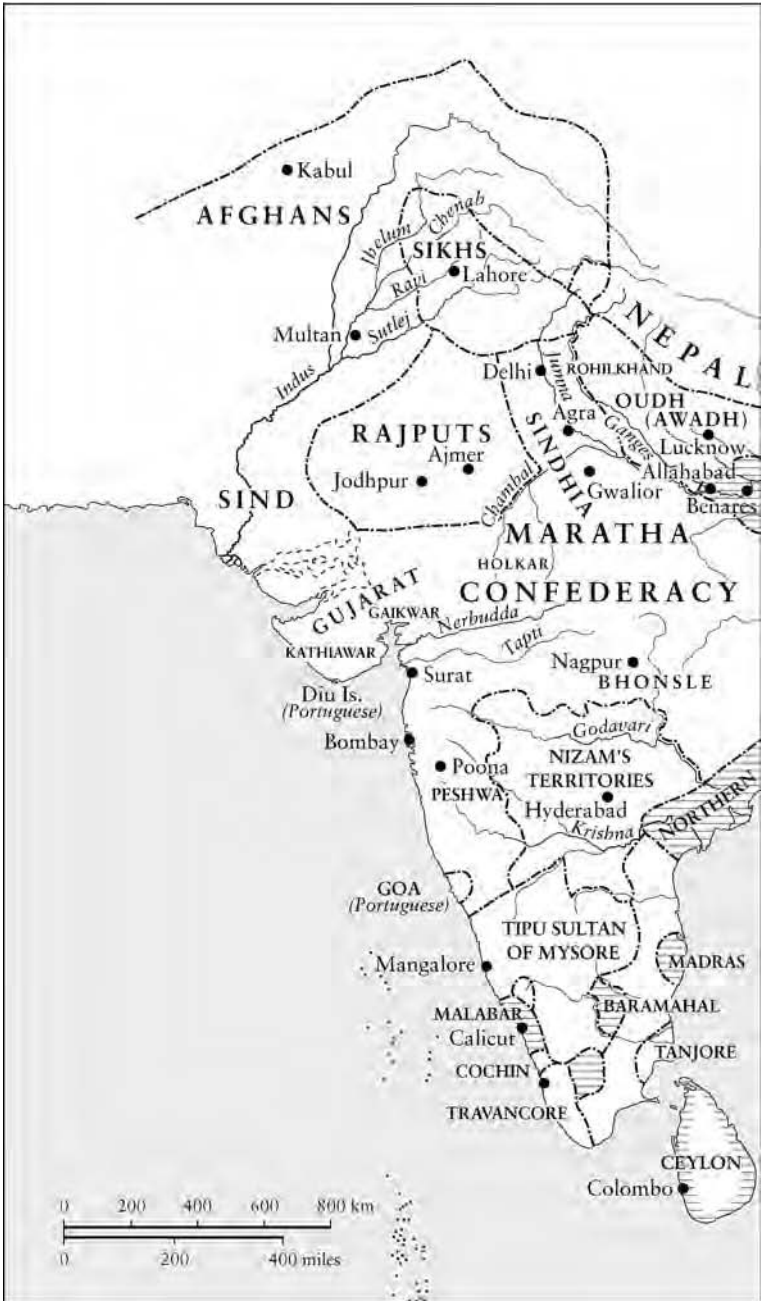 Kabul
AFGHANS
Jhelum
Chenab
SIKHS
Ravi
Lahore
Multan
Sutlej
Indus
NEPAL
Delhi
Jumna
ROHILKHAND
OUDH
(AWADH)
Agra
Ganges
Lucknow
RAJPUTS
Ajmer
SINDHIA
Allahabad
Jodhpur
Gwalior
Benares
SIND
Chambal
MARATHA
HOLKAR
CONFEDERACY
GUJARAT
GAIKWAR
Nerbudda
KATHIAWAR
Tapti
Surat
Nagpur
BHONSLE
Diu Is.
(Portuguese)
Godavari
Bombay
NIZAM'S
TERRITORIES
Poona
PESHWA
Hyderabad
NORTHERN
Krishna
GOA
(Portuguese)
TIPU SULTAN
OF MYSORE
Mangalore
MADRAS
MALABAR
BARAMAHAL
Calicut
TANJORE
COCHIN
TRAVANCORE
CEYLON
Colombo
0 200 400 600 800 km
0 200 400 miles